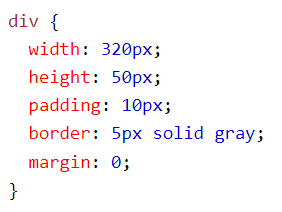 div {
  width: 320px;
  height: 50px;
  padding: 10px;
  border: 5px solid gray;
  margin: 0;
}